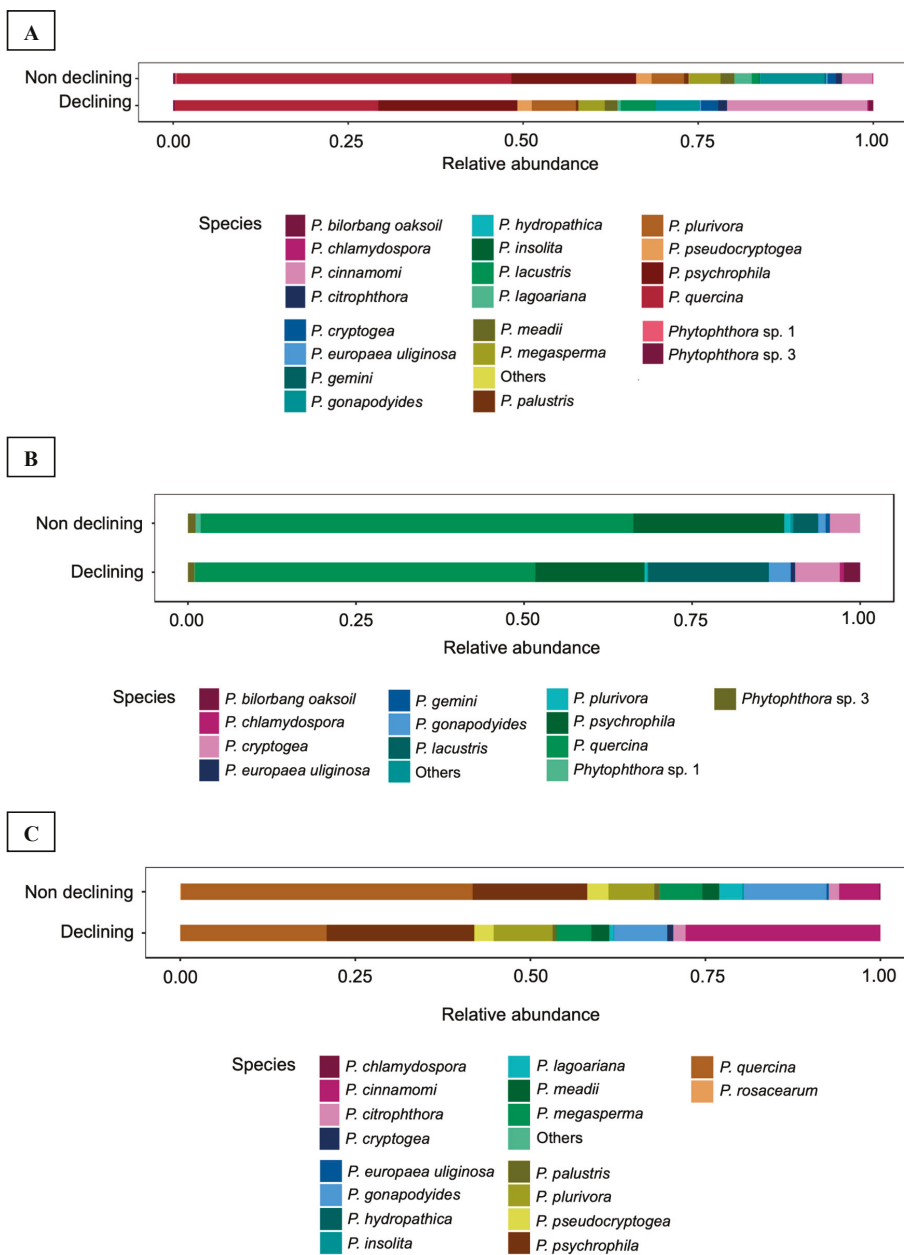 A
Non declining
Declining
0.00 0.25 0.50 0.75 1.00
Relative abundance
Species
P. bilorbang oaksoil
P. chlamydospora
P. cinnamomi
P. citrophthora
P. cryptogea
P. europaea uliginosa
P. gemini
P. gonapodyides
P. hydropathica
P. insolita
P. lacustris
P. lagoariana
P. meadii
P. megasperma
Others
P. palustris
P. plurivora
P. pseudocryptogea
P. psychrophila
P. quercina
Phytophthora sp. 1
Phytophthora sp. 3
B
Non declining
Declining
0.00 0.25 0.50 0.75 1.00
Relative abundance
Species
P. bilorbang oaksoil
P. chlamydospora
P. cryptogea
P. europaea uliginosa
P. gemini
P. gonapodyides
P. lacustris
Others
P. plurivora
P. psychrophila
P. quercina
Phytophthora sp. 1
Phytophthora sp. 3
C
Non declining
Declining
0.00 0.25 0.50 0.75 1.00
Relative abundance
Species
P. chlamydospora
P. cinnamomi
P. citrophthora
P. cryptogea
P. europaea uliginosa
P. gonapodyides
P. hydropathica
P. insolita
P. lagoariana
P. meadii
P. megasperma
Others
P. palustris
P. plurivora
P. pseudocryptogea
P. psychrophila
P. quercina
P. rosacearum